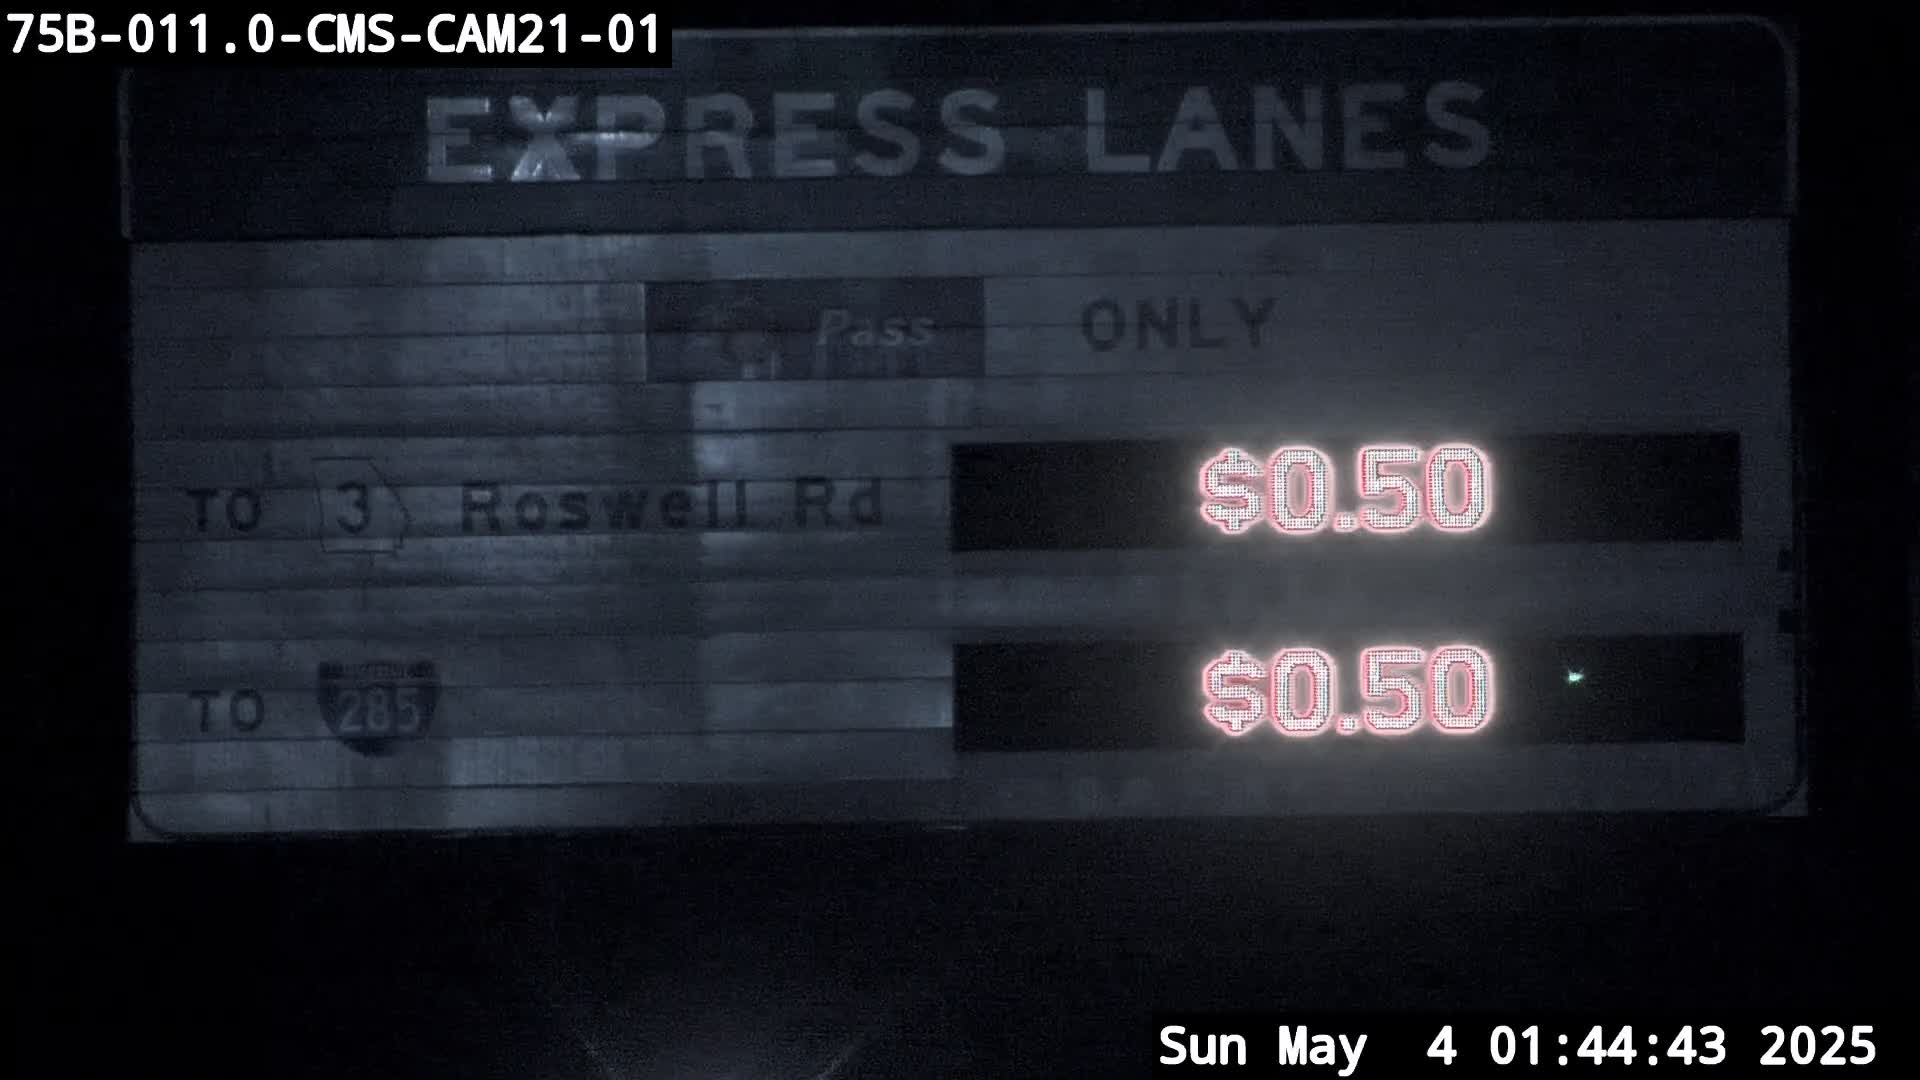 75B-011.0-CMS-CAM21-01
EXPRESS LANES
Pass ONLY
TO 3 Roswell Rd $0.50
TO 285 $0.50
Sun May 4 01:44:43 2025